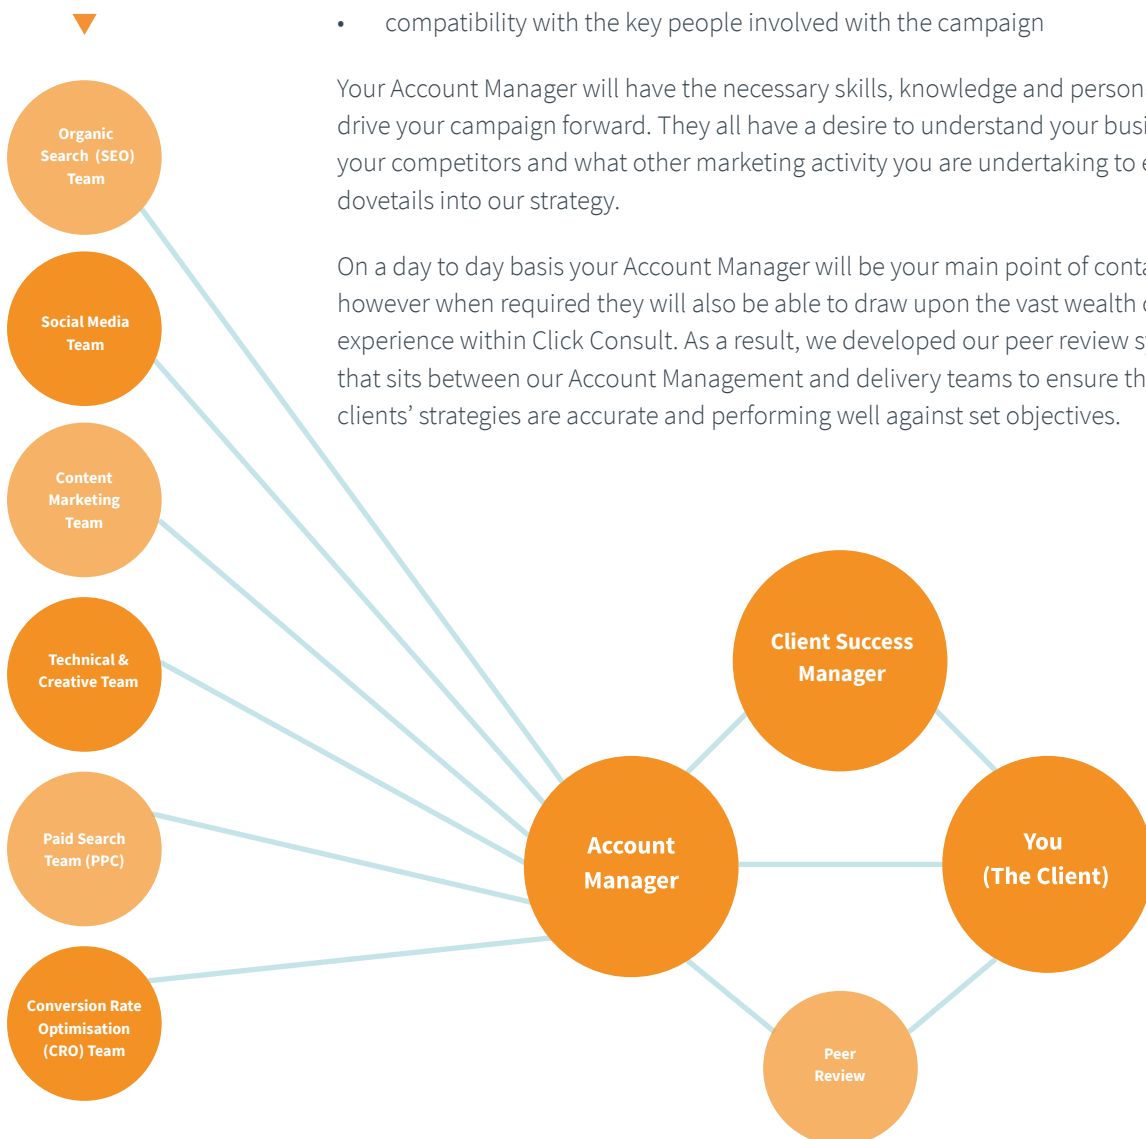 • compatibility with the key people involved with the campaign
Your Account Manager will have the necessary skills, knowledge and person
drive your campaign forward. They all have a desire to understand your busi
your competitors and what other marketing activity you are undertaking to e
dovetails into our strategy.
On a day to day basis your Account Manager will be your main point of conta
however when required they will also be able to draw upon the vast wealth o
experience within Click Consult. As a result, we developed our peer review sy
that sits between our Account Management and delivery teams to ensure th
clients’ strategies are accurate and performing well against set objectives.
Organic
Search (SEO)
Team
Social Media
Team
Content
Marketing
Team
Technical &
Creative Team
Paid Search
Team (PPC)
Conversion Rate
Optimisation
(CRO) Team
Client Success
Manager
Account
Manager
You
(The Client)
Peer
Review